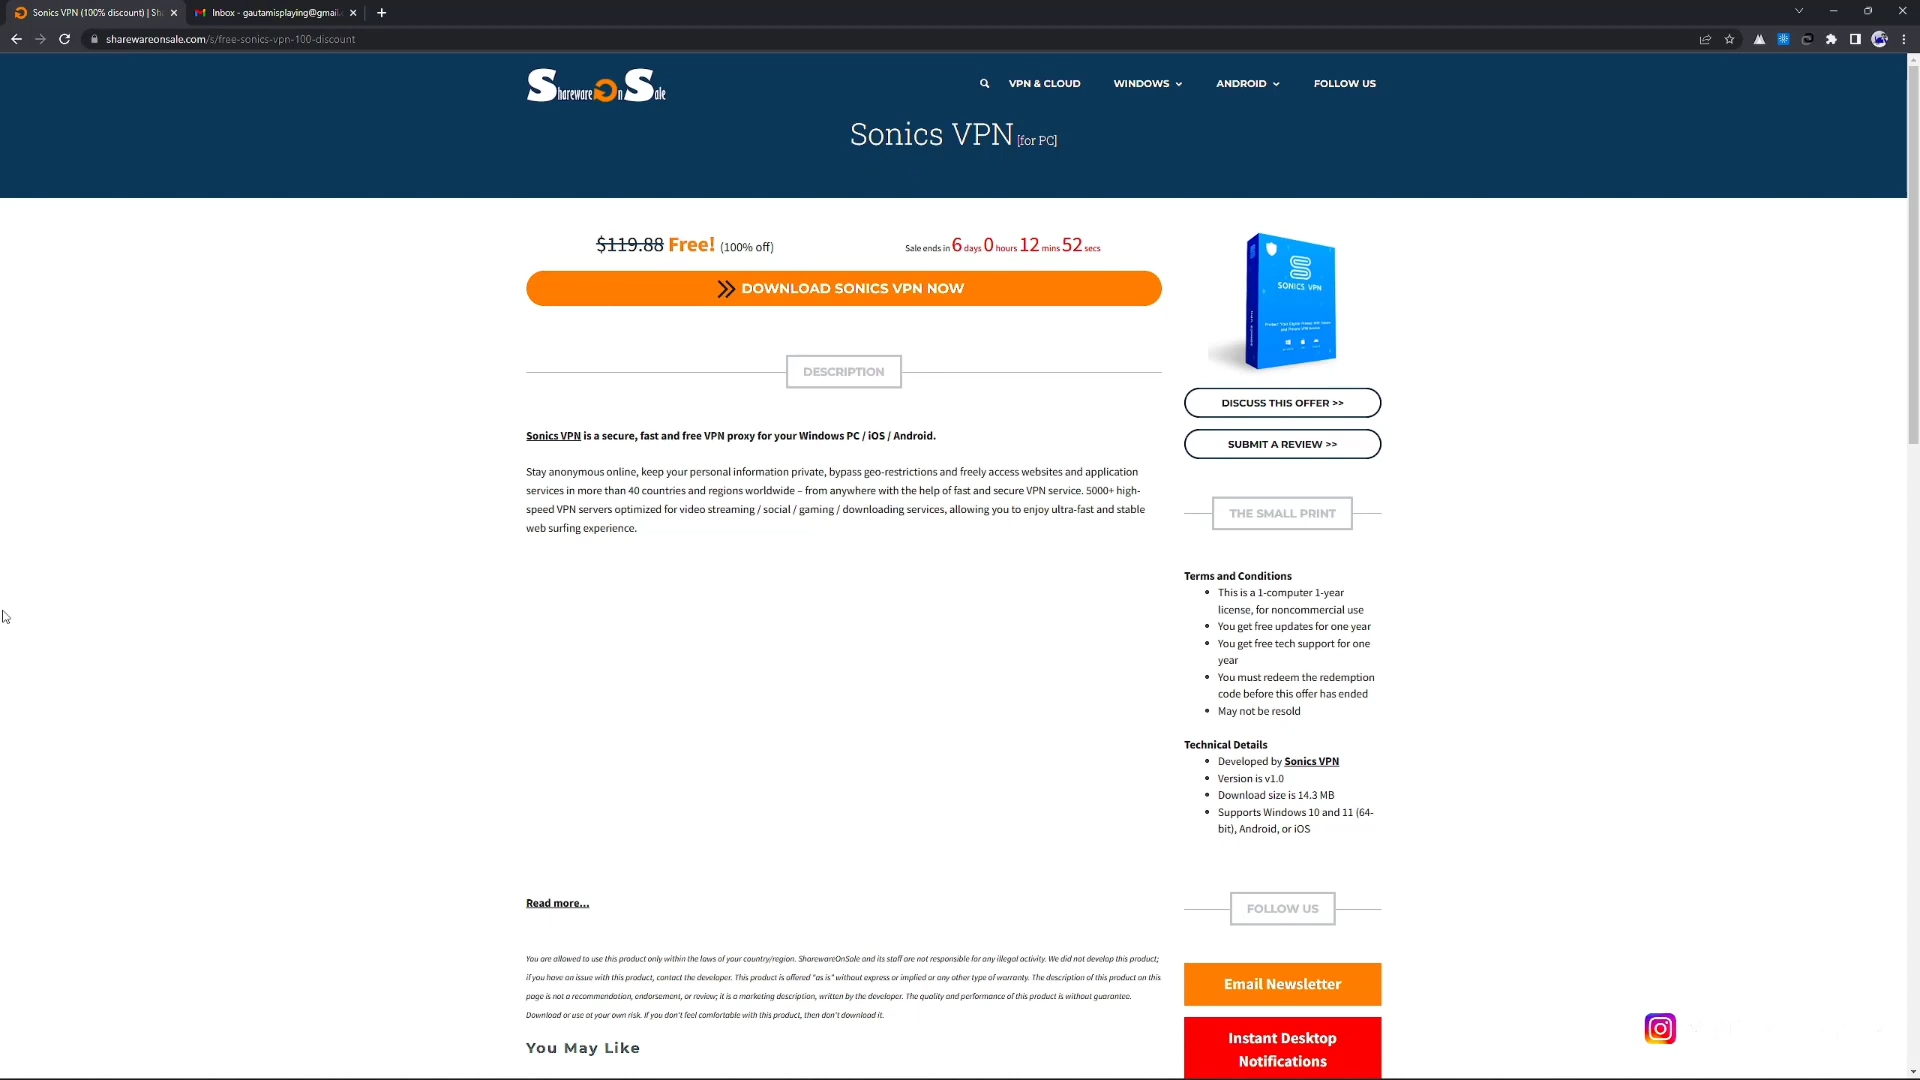 Sonics VPN (100% discount) | Sh
Inbox - gautamisplaying@gmail.c
sharewareonsale.com/s/free-sonics-vpn-100-discount
SharewareOnSale
VPN & CLOUD
WINDOWS
ANDROID
FOLLOW US
Sonics VPN [for PC]
$119.88 Free! (100% off)
Sale ends in 6 days 0 hours 12 mins 52 secs
DOWNLOAD SONICS VPN NOW
SONICS VPN
DESCRIPTION
DISCUSS THIS OFFER >>
SUBMIT A REVIEW >>
Sonics VPN is a secure, fast and free VPN proxy for your Windows PC / iOS / Android.
Stay anonymous online, keep your personal information private, bypass geo-restrictions and freely access websites and application
services in more than 40 countries and regions worldwide – from anywhere with the help of fast and secure VPN service. 5000+ high-
speed VPN servers optimized for video streaming / social / gaming / downloading services, allowing you to enjoy ultra-fast and stable
web surfing experience.
THE SMALL PRINT
Terms and Conditions
This is a 1-computer 1-year
license, for noncommercial use
You get free updates for one year
You get free tech support for one
year
You must redeem the redemption
code before this offer has ended
May not be resold
Technical Details
Developed by Sonics VPN
Version is v1.0
Download size is 14.3 MB
Supports Windows 10 and 11 (64-
bit), Android, or iOS
Read more...
FOLLOW US
You are allowed to use this product only within the laws of your country/region. SharewareOnSale and its staff are not responsible for any illegal activity. We did not develop this product;
if you have an issue with this product, contact the developer. This product is offered "as is" without express or implied or any other type of warranty. The description of this product on this
page is not a recommendation, endorsement, or review; it is a marketing description, written by the developer. The quality and performance of this product is without guarantee.
Download or use at your own risk. If you don't feel comfortable with this product, then don't download it.
Email Newsletter
Instant Desktop
Notifications
You May Like